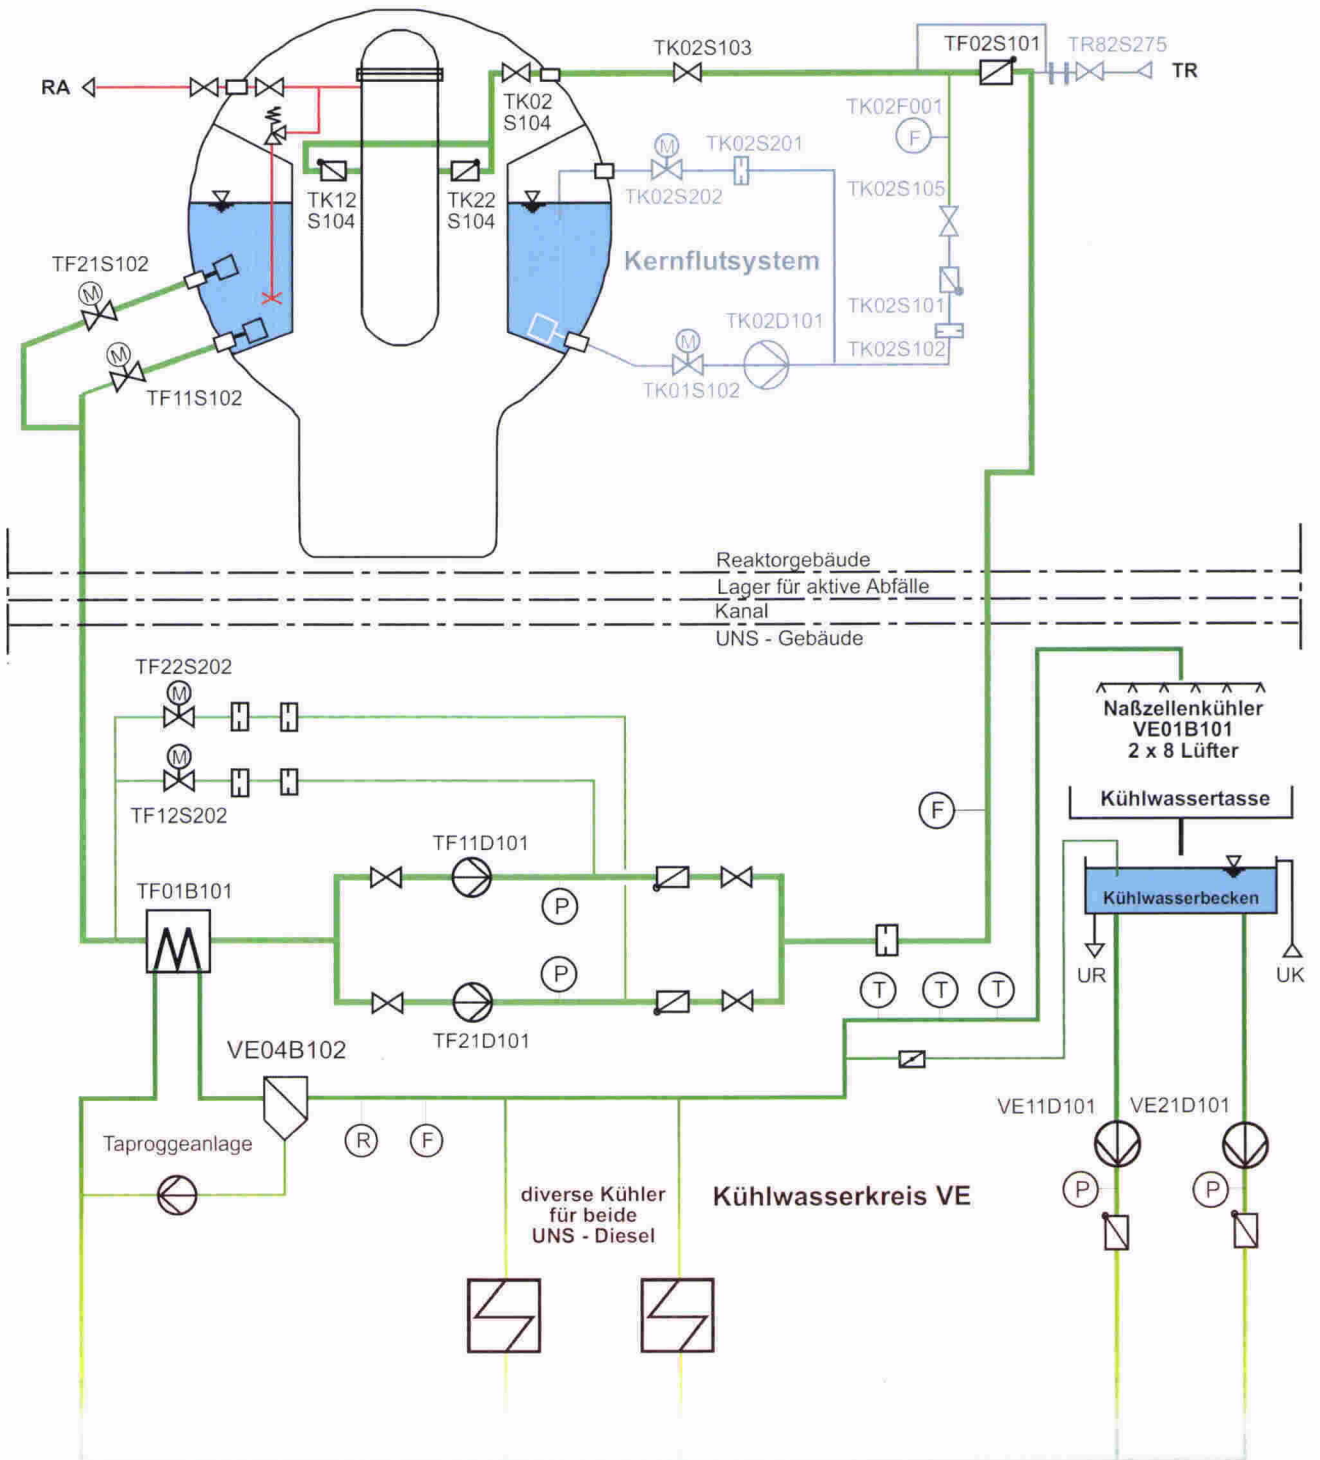 TK02S103
TF02S101
TR82S275
RA
TR
TK02
S104
TK02F001
F
M
TK02S201
TK12
S104
TK22
S104
TK02S202
TK02S105
TF21S102
Kernflutsystem
M
TK02S101
TK02D101
M
M
TK02S102
TF11S102
TK01S102
Reaktorgebäude
Lager für aktive Abfälle
Kanal
UNS - Gebäude
TF22S202
M
Naßzellenkühler
VE01B101
2 x 8 Lüfter
M
TF12S202
F
Kühlwassertasse
TF11D101
TF01B101
P
Kühlwasserbecken
P
UR
UK
T
T
T
TF21D101
VE04B102
VE11D101
VE21D101
Taproggeanlage
R
F
P
P
diverse Kühler
für beide
UNS - Diesel
Kühlwasserkreis VE